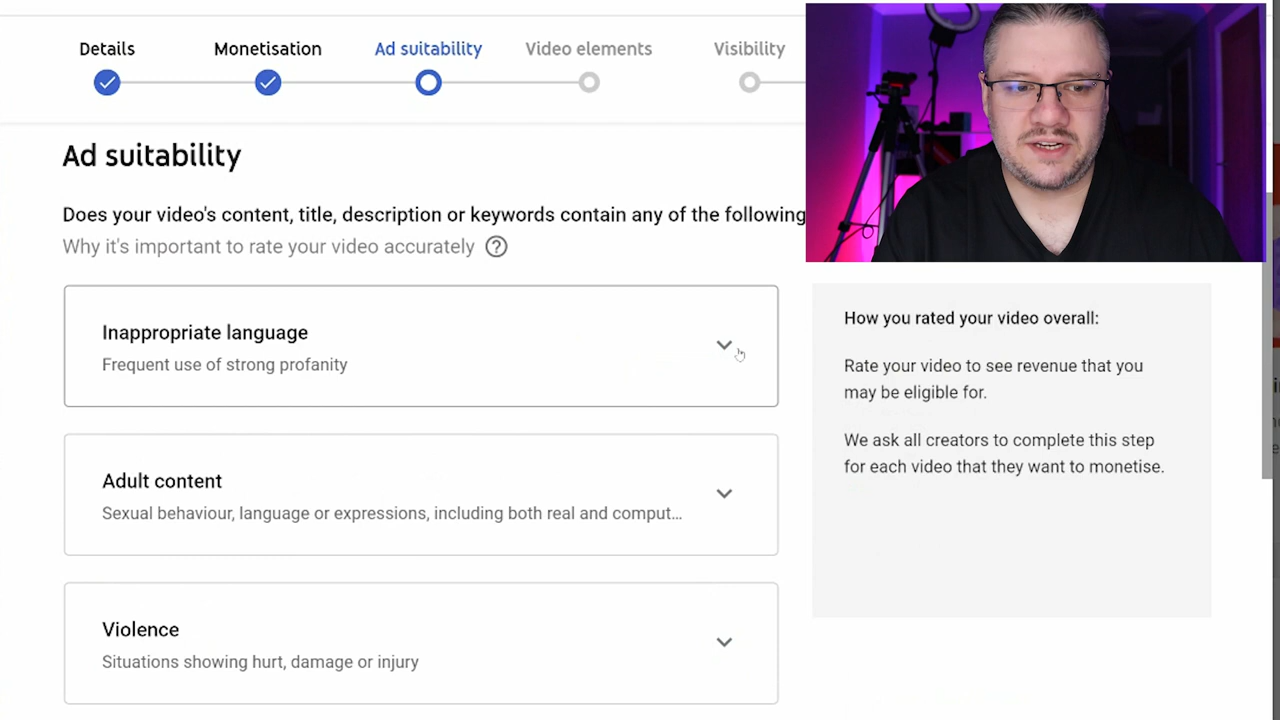 Details
Monetisation
Ad suitability
Video elements
Visibility
Ad suitability
Does your video's content, title, description or keywords contain any of the following
Why it's important to rate your video accurately
Inappropriate language
Frequent use of strong profanity
Adult content
Sexual behaviour, language or expressions, including both real and comput...
Violence
Situations showing hurt, damage or injury
How you rated your video overall:
Rate your video to see revenue that you
may be eligible for.
We ask all creators to complete this step
for each video that they want to monetise.